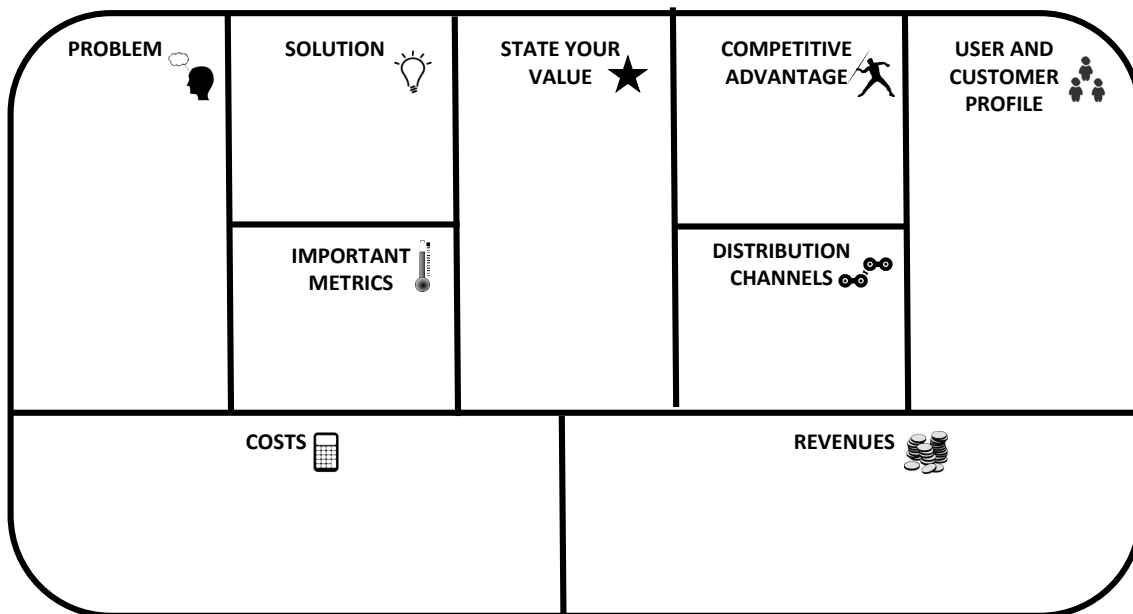 PROBLEM
SOLUTION
STATE YOUR
VALUE
COMPETITIVE
ADVANTAGE
USER AND
CUSTOMER
PROFILE
IMPORTANT
METRICS
DISTRIBUTION
CHANNELS
COSTS
REVENUES